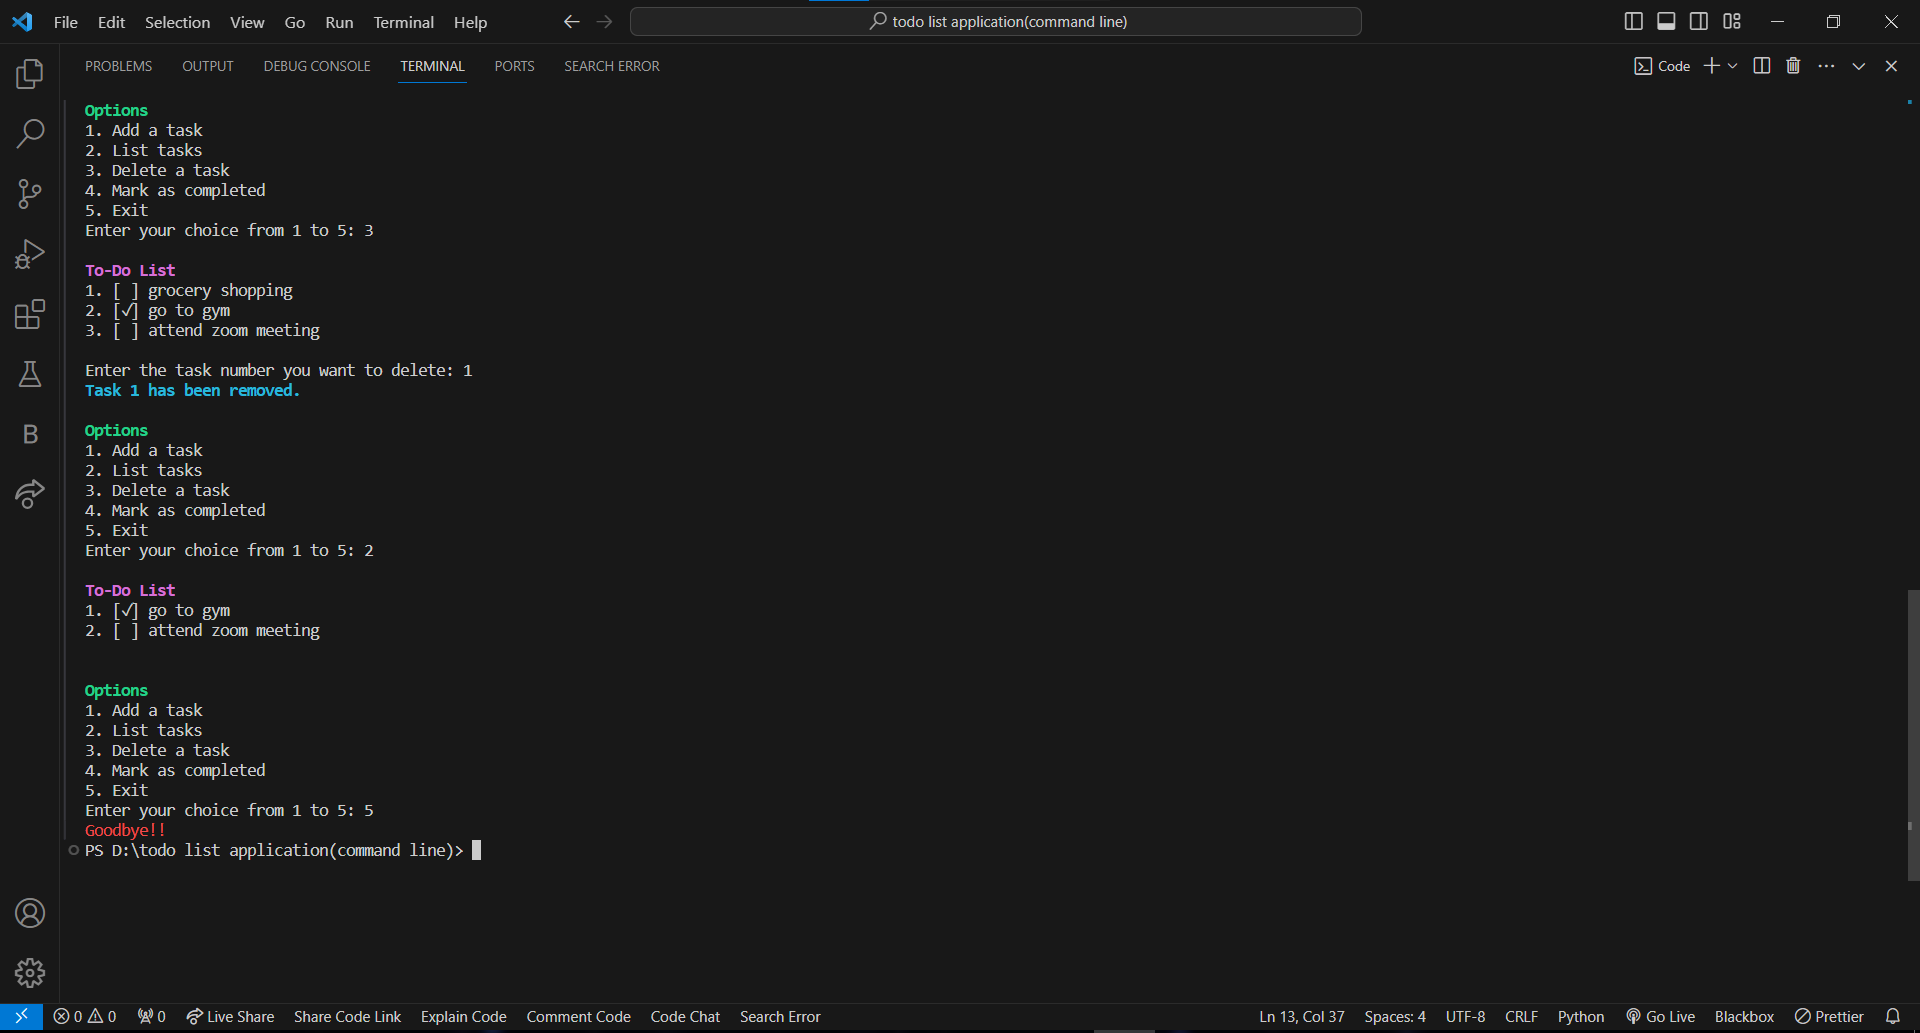 File Edit Selection View Go Run Terminal Help todo list application(command line)
PROBLEMS OUTPUT DEBUG CONSOLE TERMINAL PORTS SEARCH ERROR Code
Options
1. Add a task
2. List tasks
3. Delete a task
4. Mark as completed
5. Exit
Enter your choice from 1 to 5: 3
To-Do List
1. [ ] grocery shopping
2. [✓] go to gym
3. [ ] attend zoom meeting
Enter the task number you want to delete: 1
Task 1 has been removed.
Options
1. Add a task
2. List tasks
3. Delete a task
4. Mark as completed
5. Exit
Enter your choice from 1 to 5: 2
To-Do List
1. [✓] go to gym
2. [ ] attend zoom meeting
Options
1. Add a task
2. List tasks
3. Delete a task
4. Mark as completed
5. Exit
Enter your choice from 1 to 5: 5
Goodbye!!
PS D:\todo list application(command line)>
B
0 0 0 Live Share Share Code Link Explain Code Comment Code Code Chat Search Error Ln 13, Col 37 Spaces: 4 UTF-8 CRLF Python Go Live Blackbox Prettier